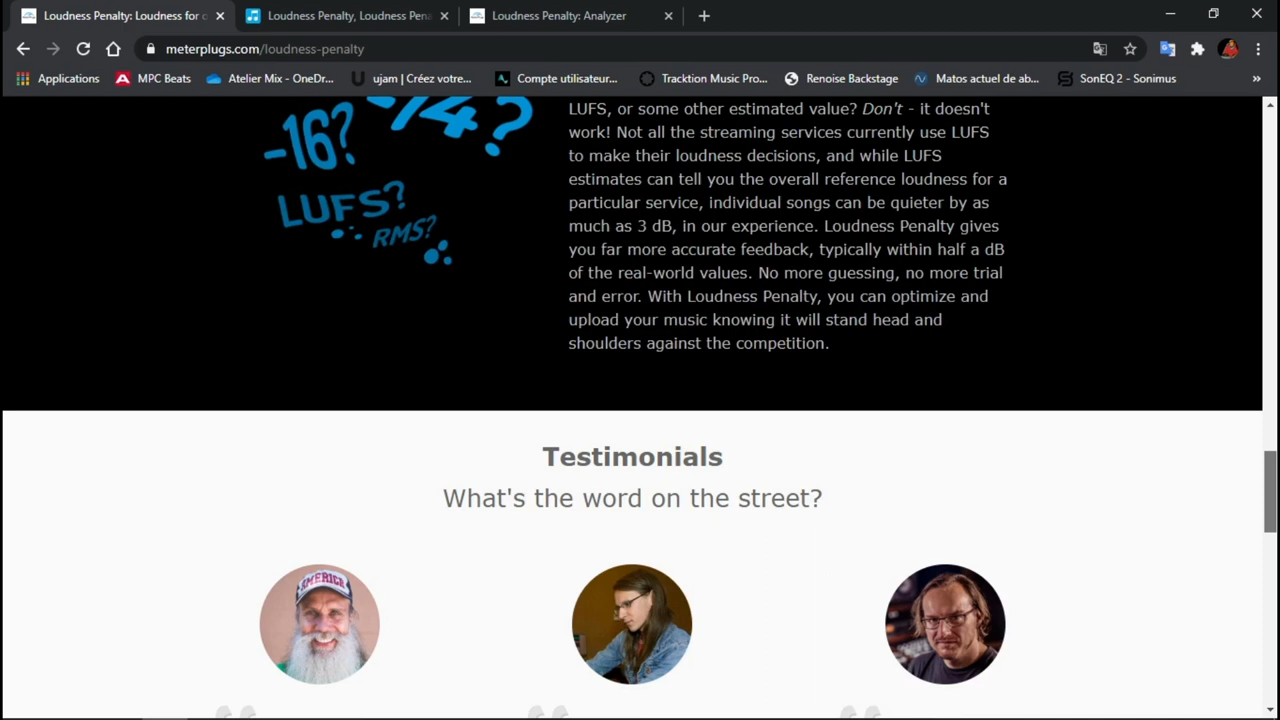 Loudness Penalty: Loudness for o
Loudness Penalty, Loudness Pena
Loudness Penalty: Analyzer
meterplugs.com/loudness-penalty
Applications
MPC Beats
Atelier Mix - OneDr...
ujam | Créez votre...
Compte utilisateur...
Tracktion Music Pro...
Renoise Backstage
Matos actuel de ab...
SonEQ 2 - Sonimus
»
-14?
-16?
LUFS?
RMS?
LUFS, or some other estimated value? Don't - it doesn't
work! Not all the streaming services currently use LUFS
to make their loudness decisions, and while LUFS
estimates can tell you the overall reference loudness for a
particular service, individual songs can be quieter by as
much as 3 dB, in our experience. Loudness Penalty gives
you far more accurate feedback, typically within half a dB
of the real-world values. No more guessing, no more trial
and error. With Loudness Penalty, you can optimize and
upload your music knowing it will stand head and
shoulders against the competition.
Testimonials
What's the word on the street?
AMERICA